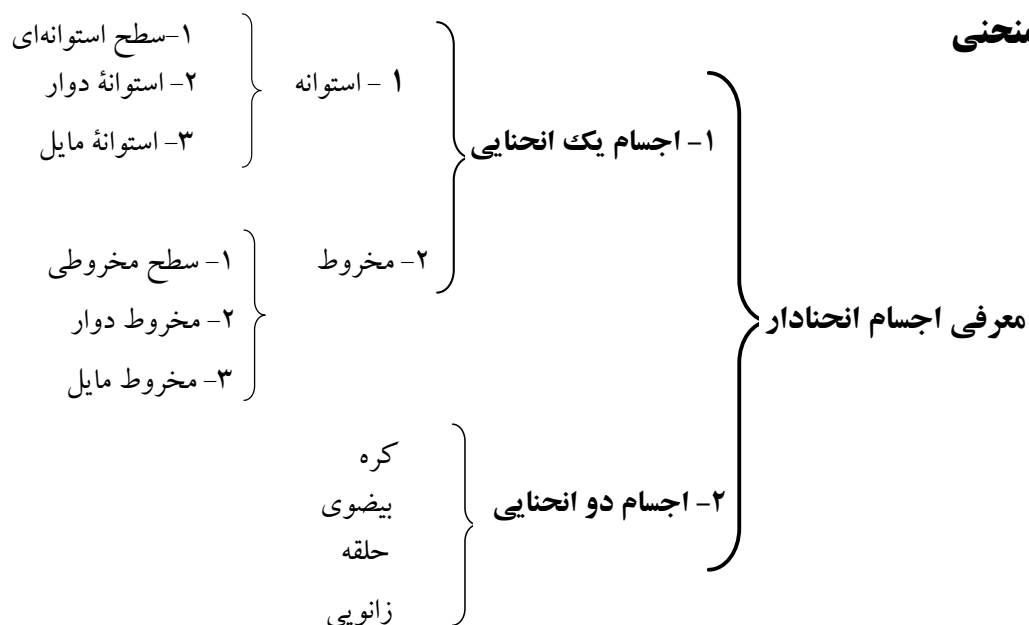 منحنی
معرفی اجسام انحنادار
۱- اجسام یک انحنایی
۱ - استوانه
۱-سطح استوانه‌ای
۲- استوانهٔ دوار
۳- استوانهٔ مایل
۲- مخروط
۱- سطح مخروطی
۲- مخروط دوار
۳- مخروط مایل
۲- اجسام دو انحنایی
کره
بیضوی
حلقه
زانویی